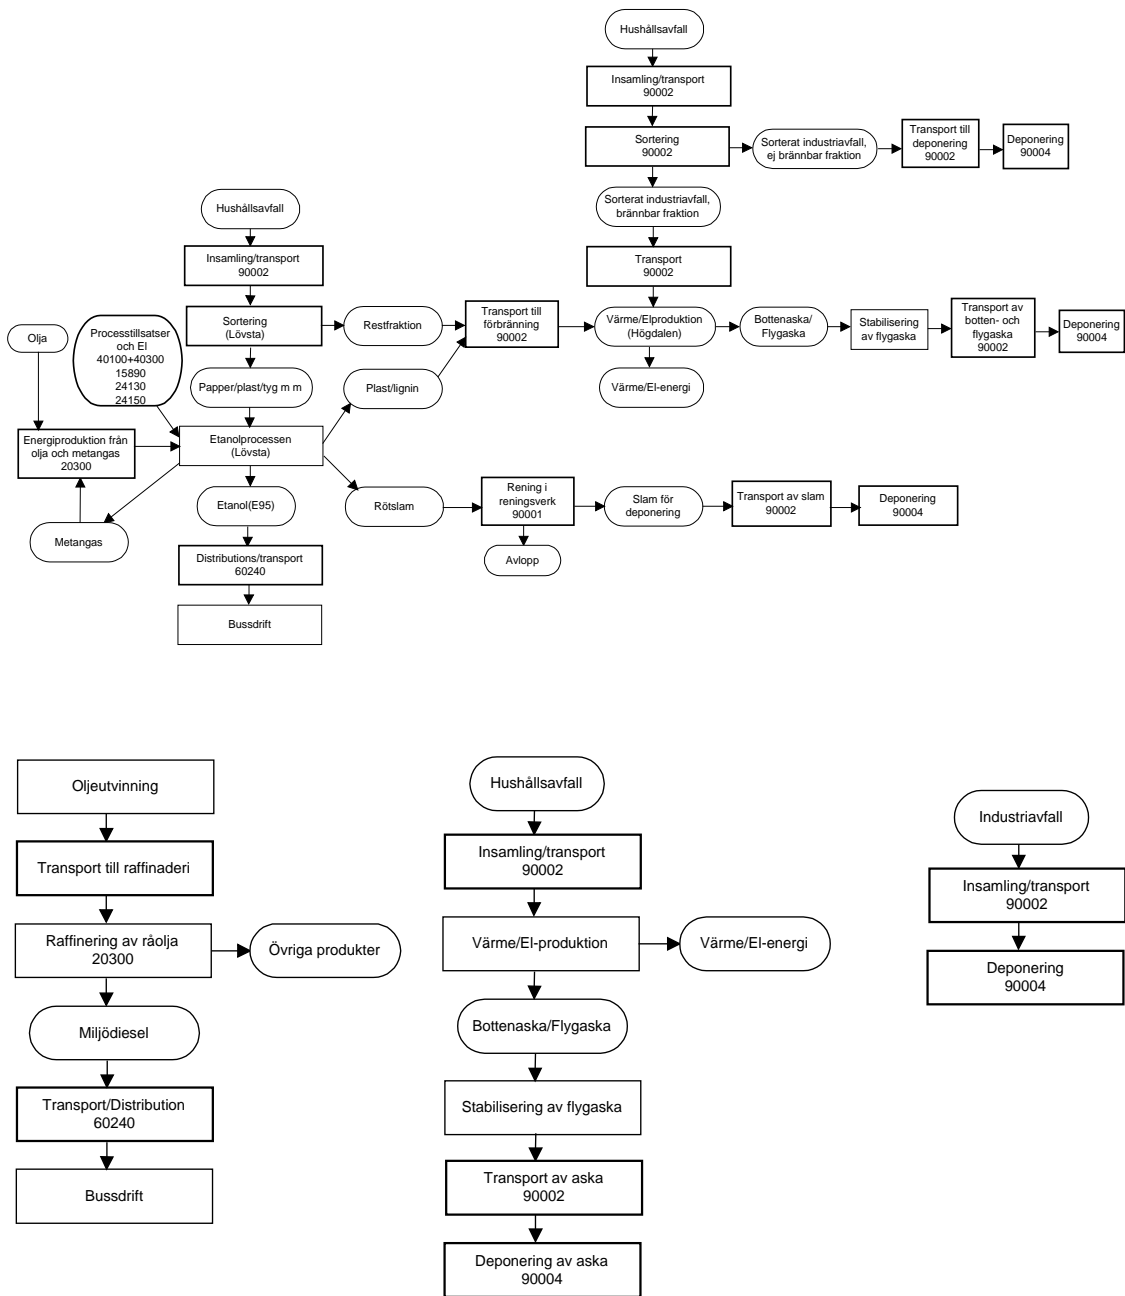 Hushållsavfall
Insamling/transport
90002
Sortering
90002
Sorterat industriavfall,
ej brännbar fraktion
Transport till
deponering
90002
Deponering
90004
Sorterat industriavfall,
brännbar fraktion
Transport
90002
Hushållsavfall
Insamling/transport
90002
Sortering
(Lövsta)
Restfraktion
Transport till
förbränning
90002
Värme/Elproduktion
(Högdalen)
Bottenaska/
Flygaska
Stabilisering
av flygaska
Transport av
botten- och
flygaska
90002
Deponering
90004
Värme/El-energi
Olja
Processtillsatser
och El
40100+40300
15890
24130
24150
Papper/plast/tyg m m
Plast/lignin
Energiproduktion från
olja och metangas
20300
Etanolprocessen
(Lövsta)
Metangas
Etanol(E95)
Rötslam
Rening i
reningsverk
90001
Slam för
deponering
Transport av slam
90002
Deponering
90004
Avlopp
Distributions/transport
60240
Bussdrift
Oljeutvinning
Transport till raffinaderi
Raffinering av råolja
20300
Övriga produkter
Miljödiesel
Transport/Distribution
60240
Bussdrift
Hushållsavfall
Insamling/transport
90002
Värme/El-produktion
Värme/El-energi
Bottenaska/Flygaska
Stabilisering av flygaska
Transport av aska
90002
Deponering av aska
90004
Industriavfall
Insamling/transport
90002
Deponering
90004